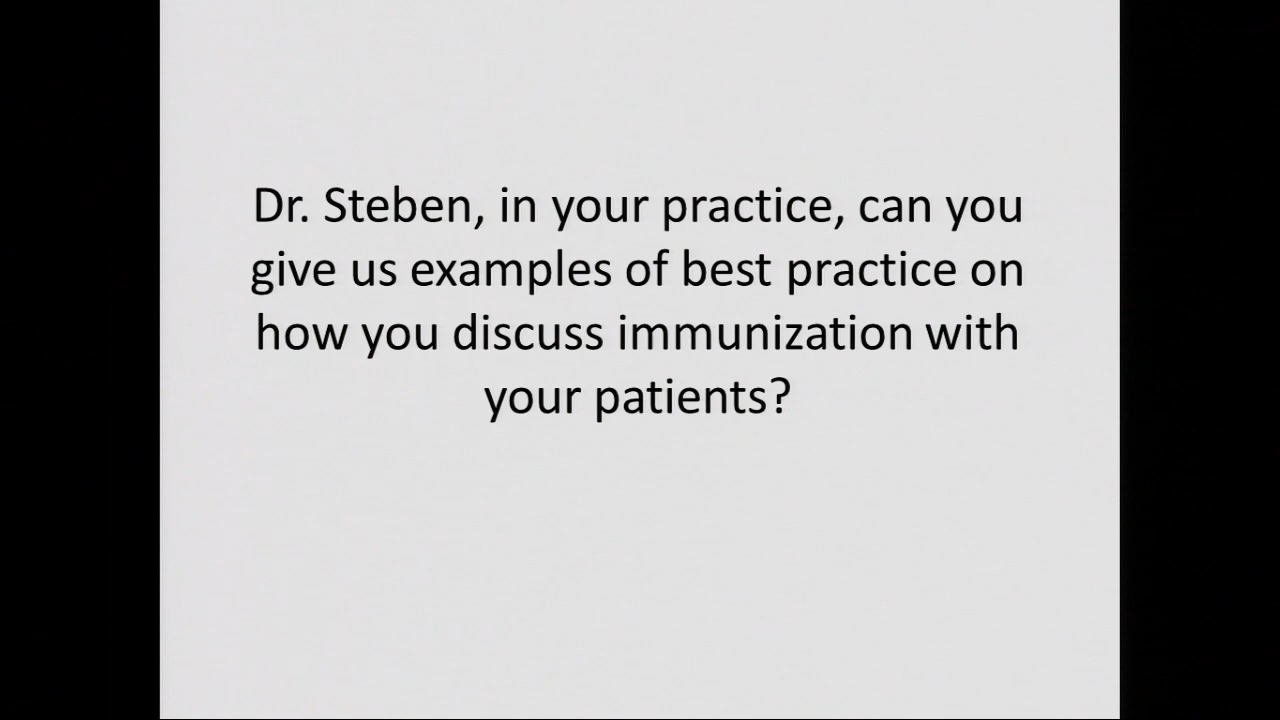 Dr. Steben, in your practice, can you
give us examples of best practice on
how you discuss immunization with
your patients?